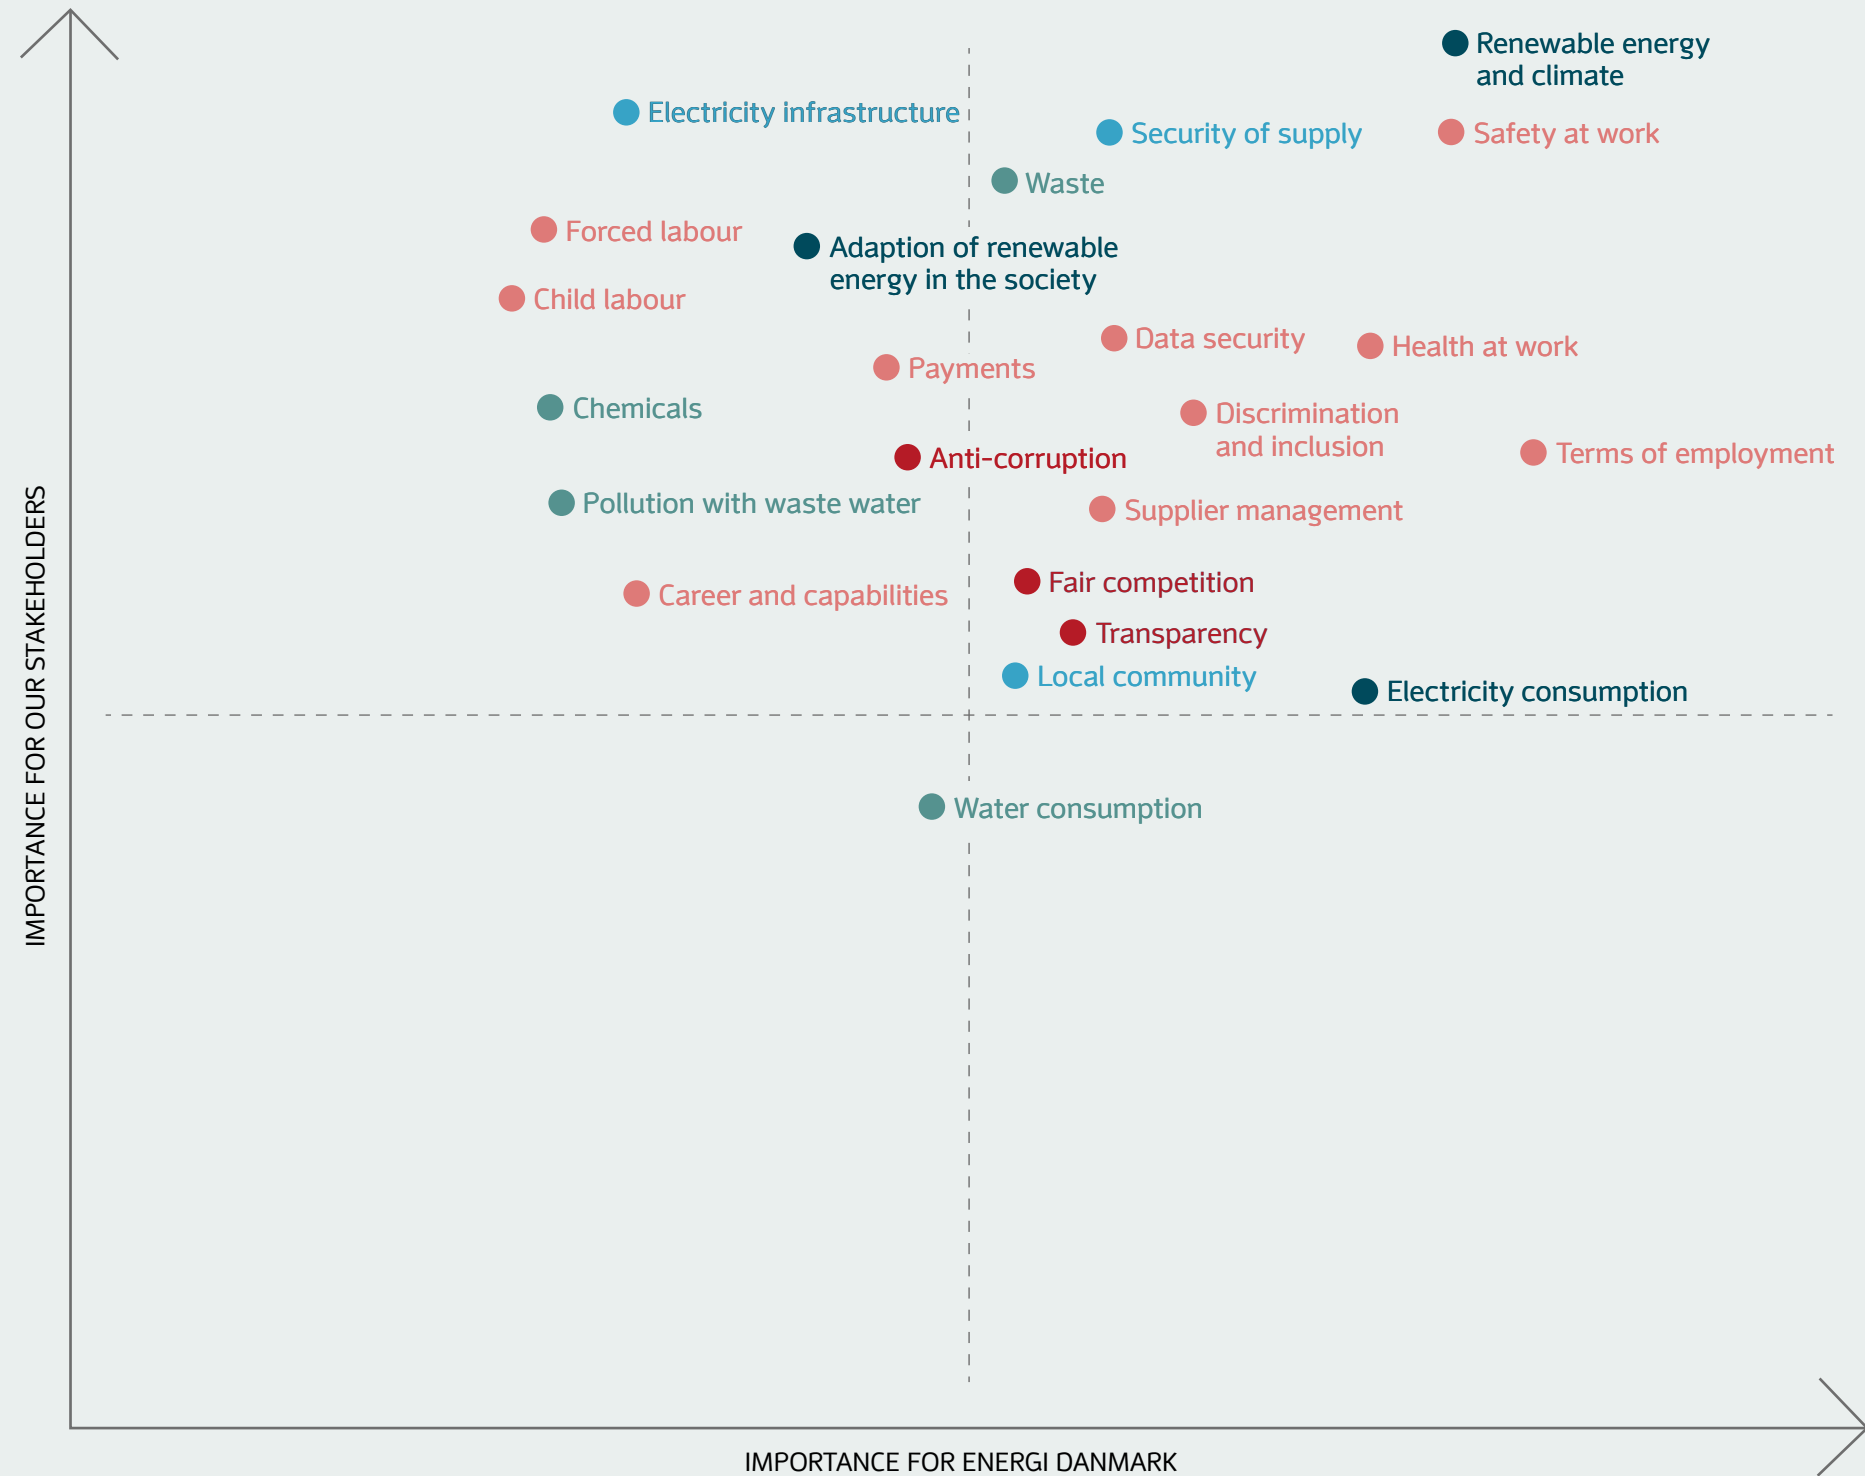 Renewable energy
and climate
Electricity infrastructure
Security of supply
Safety at work
Waste
Forced labour
Adaption of renewable
energy in the society
Child labour
Data security
Health at work
Payments
Chemicals
Discrimination
and inclusion
Terms of employment
Anti-corruption
Pollution with waste water
Supplier management
Fair competition
Career and capabilities
Transparency
Local community
Electricity consumption
Water consumption
IMPORTANCE FOR OUR STAKEHOLDERS
IMPORTANCE FOR ENERGI DANMARK